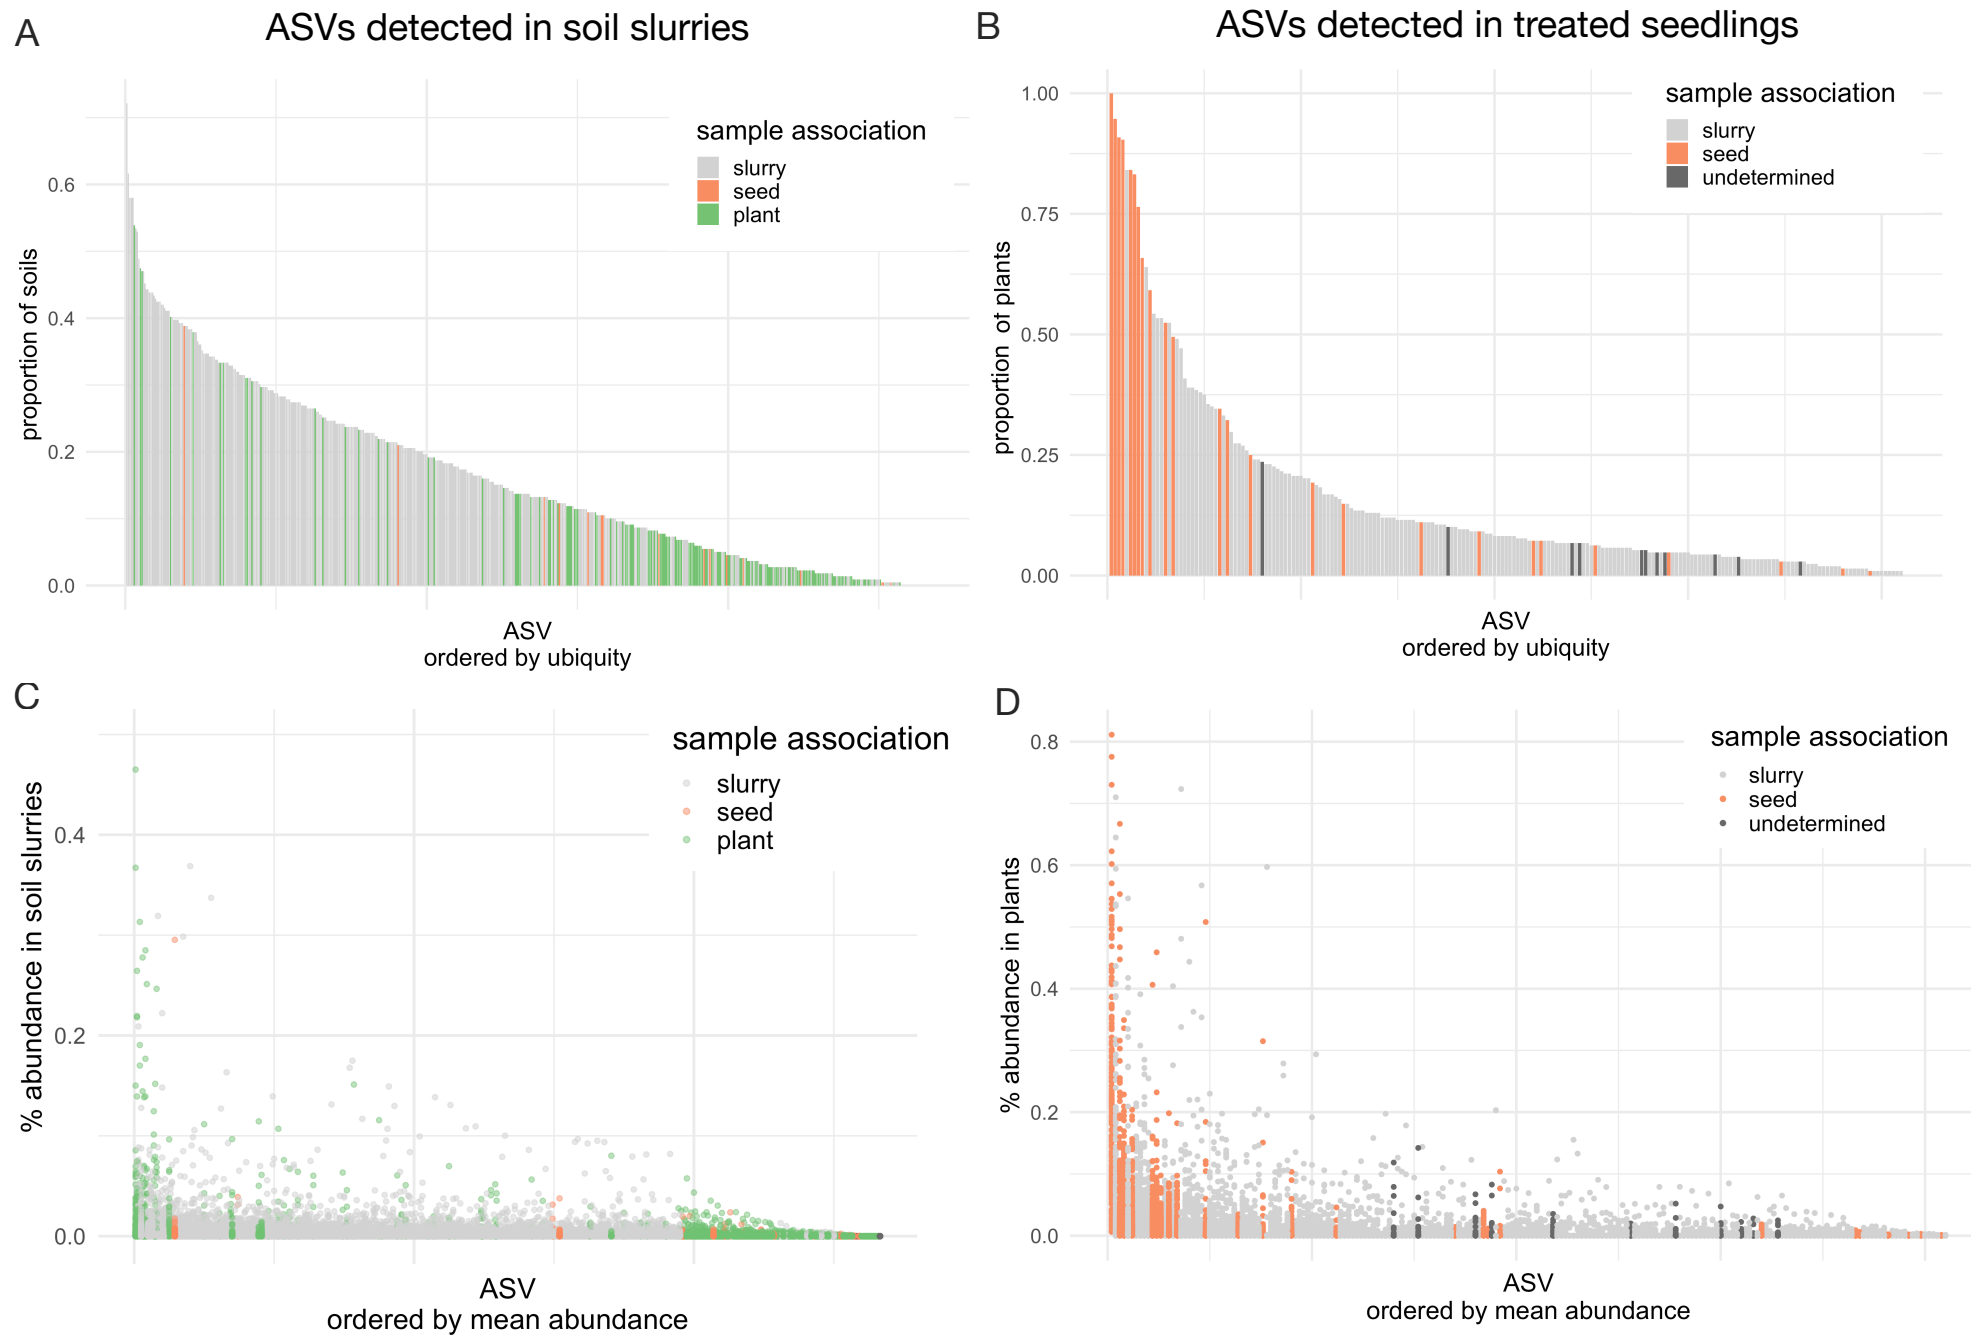 A
ASVs detected in soil slurries
proportion of soils
0.6
0.4
0.2
0.0
sample association
slurry
seed
plant
ASV
ordered by ubiquity
B
ASVs detected in treated seedlings
proportion of plants
1.00
0.75
0.50
0.25
0.00
sample association
slurry
seed
undetermined
ASV
ordered by ubiquity
C
% abundance in soil slurries
0.4
0.2
0.0
sample association
slurry
seed
plant
ASV
ordered by mean abundance
D
% abundance in plants
0.8
0.6
0.4
0.2
0.0
sample association
slurry
seed
undetermined
ASV
ordered by mean abundance